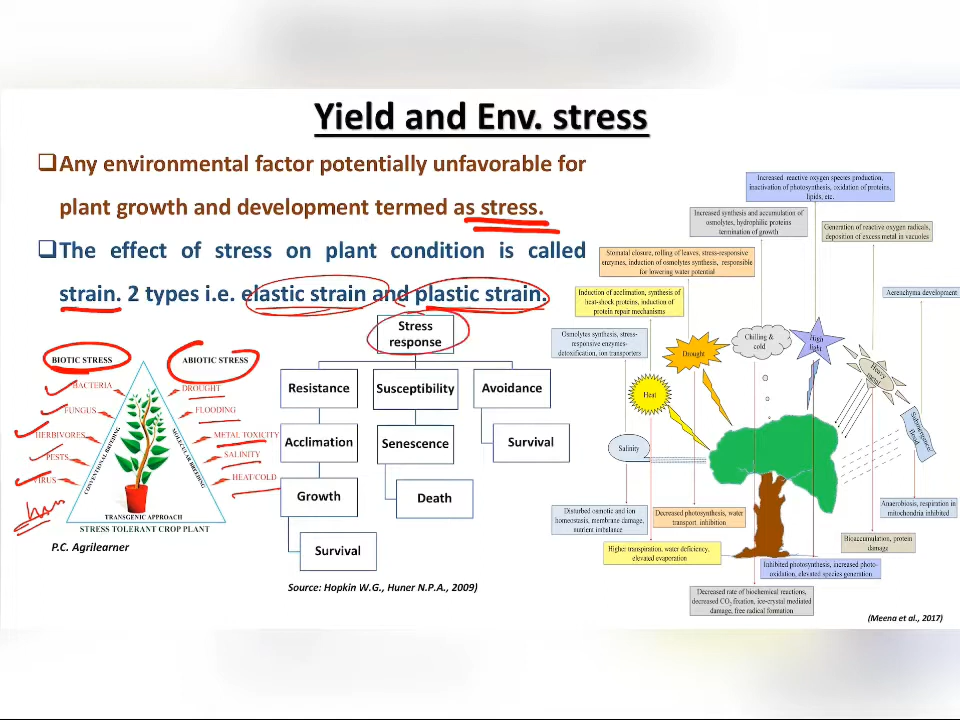 Yield and Env. stress
❑Any environmental factor potentially unfavorable for
plant growth and development termed as stress.
❑The effect of stress on plant condition is called
strain. 2 types i.e. elastic strain and plastic strain.
BIOTIC STRESS
BACTERIA
FUNGUS
HERBIVORES
PESTS
VIRUS
ABIOTIC STRESS
DROUGHT
FLOODING
METAL TOXICITY
SALINITY
HEAT/COLD
CONVENTIONAL BREEDING
MOLECULAR BREEDING
TRANSGENIC APPROACH
STRESS TOLERANT CROP PLANT
P.C. Agrilearner
Stress
response
Resistance
Susceptibility
Avoidance
Acclimation
Senescence
Survival
Growth
Death
Survival
Source: Hopkin W.G., Huner N.P.A., 2009)
Increased reactive oxygen species production,
inactivation of photosynthesis, oxidation of proteins,
lipids, etc.
Increased synthesis and accumulation of
osmolytes, hydrophilic proteins
termination of growth
Generation of reactive oxygen radicals,
deposition of excess metal in vacuoles
Stomatal closure, rolling of leaves, stress-responsive
enzymes, induction of osmolytes synthesis, responsible
for lowering water potential
Induction of acclimation, synthesis of
heat-shock proteins, induction of
protein repair mechanisms
Aerenchyma development
Osmolytes synthesis, stress-
responsive enzymes-
detoxification, ion transporters
Drought
Chilling &
cold
High
light
Heavy
metal
Heat
Submergence
flood
Salinity
Disturbed osmotic and ion
homeostasis, membrane damage,
nutrient imbalance
Decreased photosynthesis, water
transport inhibition
Anaerobiosis, respiration in
mitochondria inhibited
Higher transpiration, water deficiency,
elevated evaporation
Bioaccumulation, protein
damage
Inhibited photosynthesis, increased photo-
oxidation, elevated species generation
Decreased rate of biochemical reactions,
decreased CO₂ fixation, ice-crystal mediated
damage, free radical formation
(Meena et al., 2017)